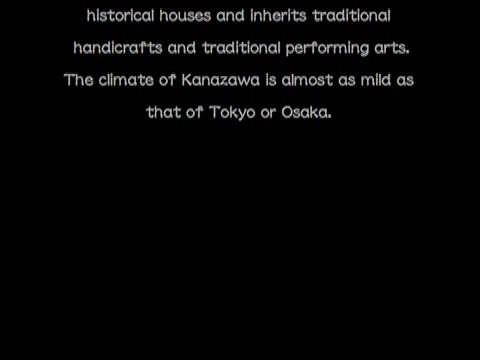 historical houses and inherits traditional
handicrafts and traditional performing arts.
The climate of Kanazawa is almost as mild as
that of Tokyo or Osaka.